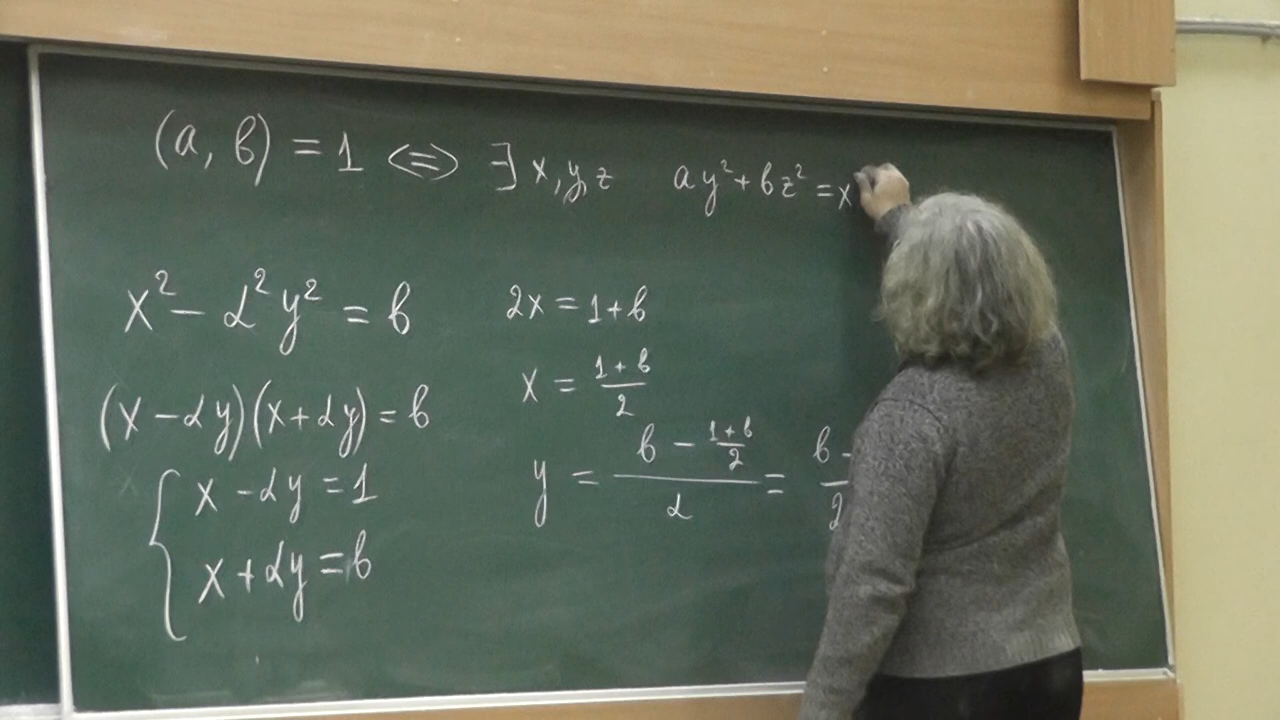 (a, b) = 1 <=> ∃ x, y, z ay² + bz² = x
x² - α²y² = b
(x - αy)(x + αy) = b
{ x - αy = 1
x + αy = b
2x = 1 + b
x = (1 + b)/2
y = (b - (1 + b)/2)/α =